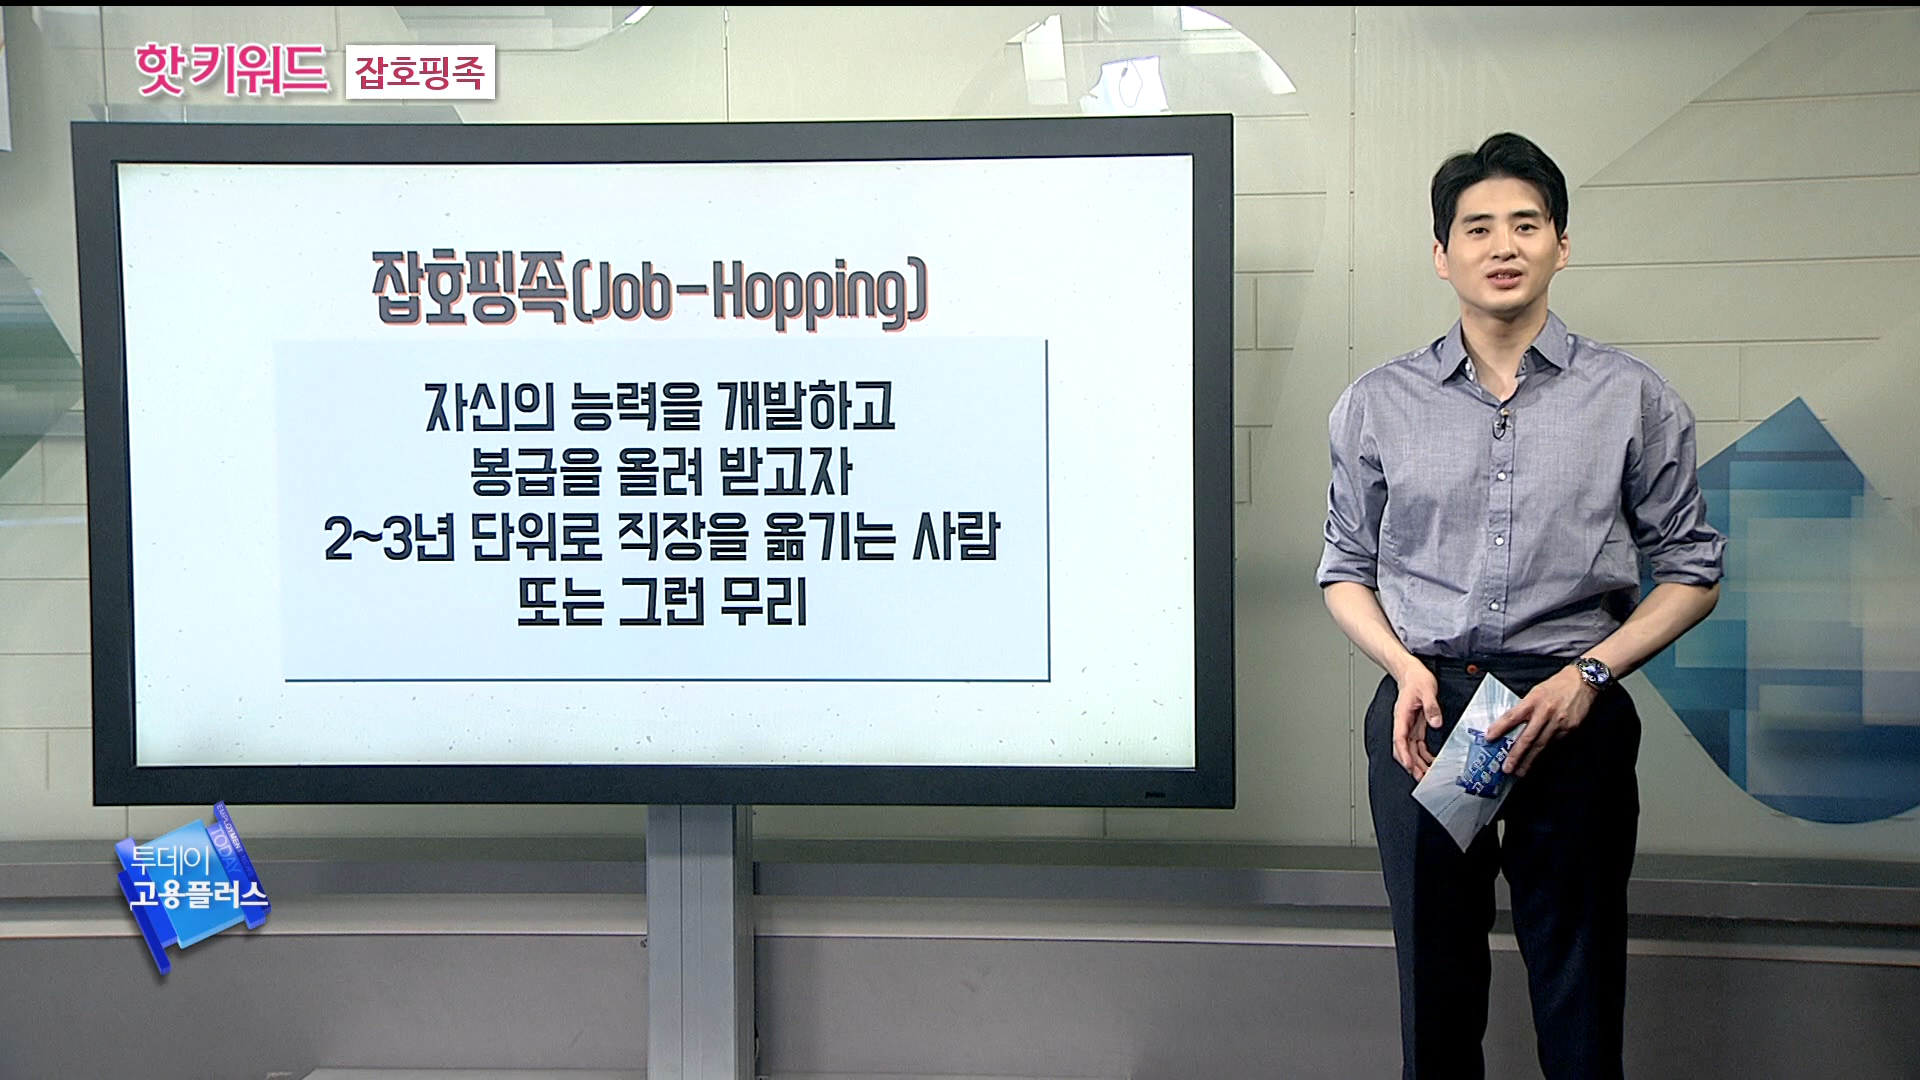 핫 키워드 잡호핑족
잡호핑족(Job-Hopping)
자신의 능력을 개발하고
봉급을 올려 받고자
2~3년 단위로 직장을 옮기는 사람
또는 그런 무리
EMPLOYMENT
TODAY
투데이
고용플러스